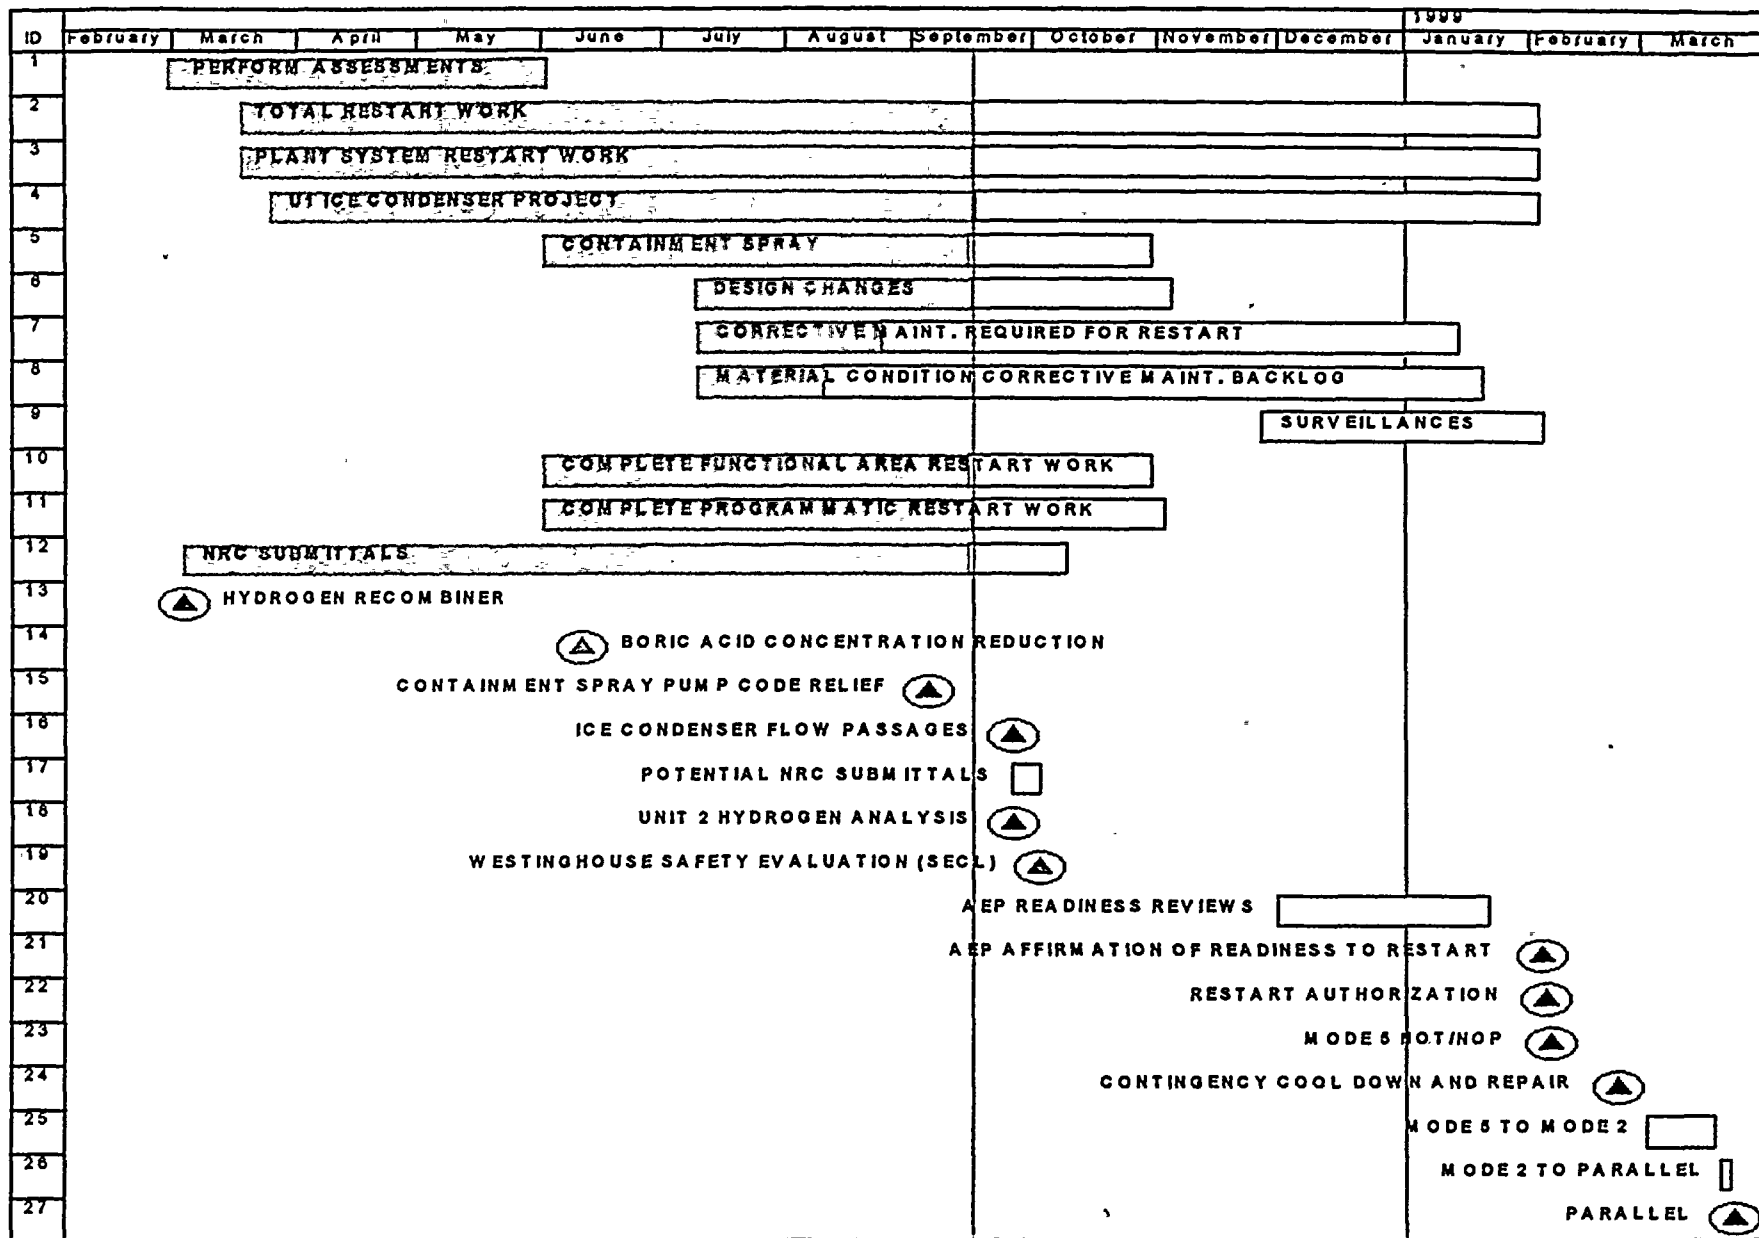 1999
ID February March April May June July August September October November December January February March
1 PERFORM ASSESSMENTS
2 TOTAL RESTART WORK
3 PLANT SYSTEM RESTART WORK
4 U1 ICE CONDENSER PROJECT
5 CONTAINMENT SPRAY
6 DESIGN CHANGES
7 CORRECTIVE MAINT. REQUIRED FOR RESTART
8 MATERIAL CONDITION CORRECTIVE MAINT. BACKLOG
9 SURVEILLANCES
10 COMPLETE FUNCTIONAL AREA RESTART WORK
11 COMPLETE PROGRAMMATIC RESTART WORK
12 NRC SUBMITTALS
13 HYDROGEN RECOMBINER
14 BORIC ACID CONCENTRATION REDUCTION
15 CONTAINMENT SPRAY PUMP CODE RELIEF
16 ICE CONDENSER FLOW PASSAGES
17 POTENTIAL NRC SUBMITTALS
18 UNIT 2 HYDROGEN ANALYSIS
19 WESTINGHOUSE SAFETY EVALUATION (SECL)
20 AEP READINESS REVIEWS
21 AEP AFFIRMATION OF READINESS TO RESTART
22 RESTART AUTHORIZATION
23 MODE 5 NOT/NOP
24 CONTINGENCY COOL DOWN AND REPAIR
25 MODE 5 TO MODE 2
26 MODE 2 TO PARALLEL
27 PARALLEL